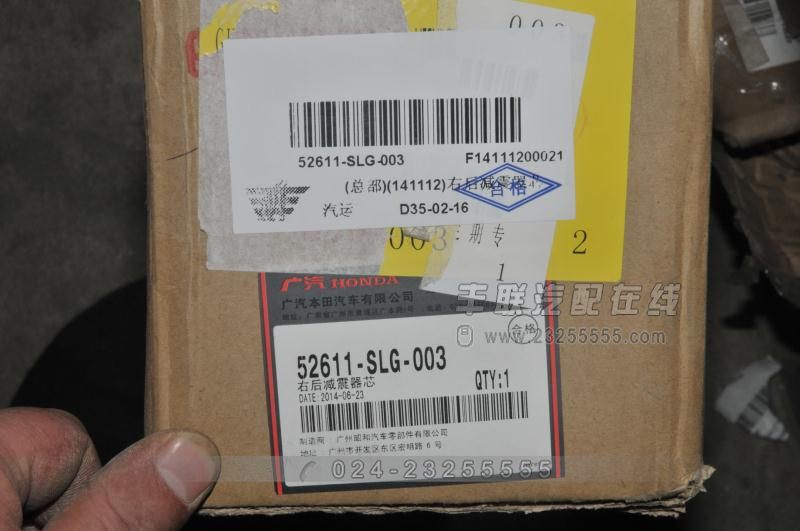 52611-SLG-003 F14111200021
(总部)(141112)右后减震器
合格
汽运 D35-02-16
003 期专 2
1
广汽 HONDA
广汽本田汽车有限公司
丰联汽配在线
www.23255555.com
合格
52611-SLG-003
右后减震器芯 QTY:1
DATE 2014-06-23
制造商：广州昭和汽车零部件有限公司
地址：广州市开发区东区宏明路 6 号
024-23255555